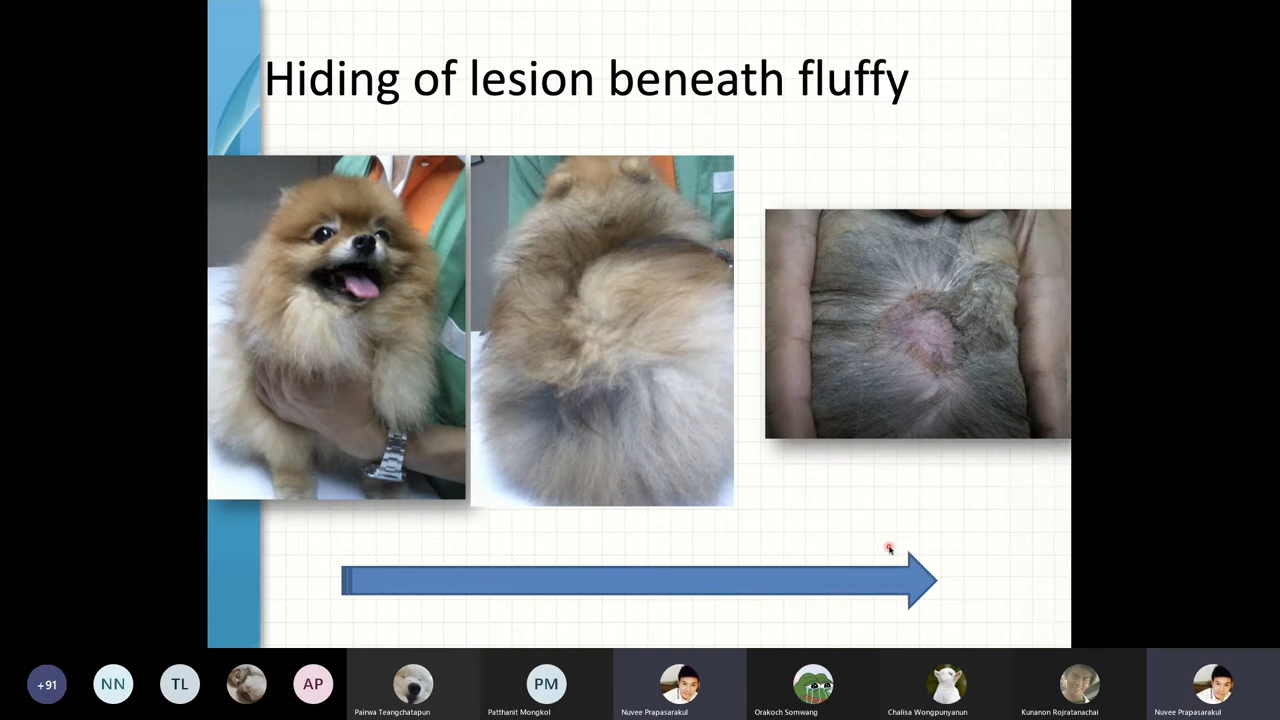 Hiding of lesion beneath fluffy
+91
NN
TL
AP
PM
Pairwa Teangchatapun
Patthanit Mongkol
Nuvee Prapasarakul
Orakoch Somwang
Chalisa Wongpunyanun
Kunanon Rojratanachai
Nuvee Prapasarakul